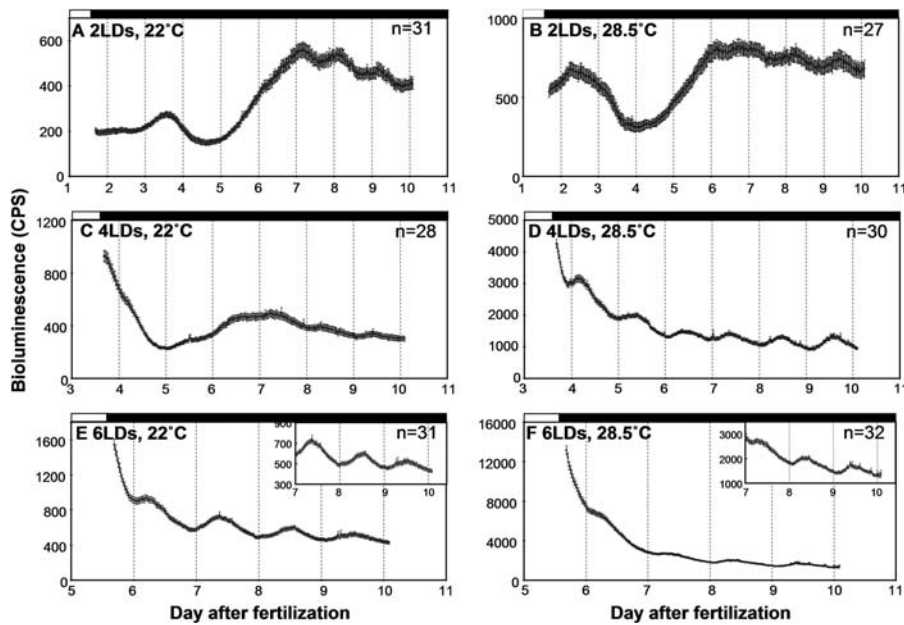 A 2LDs, 22˚C n=31
600
400
200
0
1 2 3 4 5 6 7 8 9 10 11
B 2LDs, 28.5˚C n=27
1000
500
0
1 2 3 4 5 6 7 8 9 10 11
Bioluminescence (CPS)
C 4LDs, 22˚C n=28
1200
800
400
0
3 4 5 6 7 8 9 10 11
D 4LDs, 28.5˚C n=30
5000
4000
3000
2000
1000
0
3 4 5 6 7 8 9 10 11
E 6LDs, 22˚C n=31
1600
1200
800
400
0
900
700
500
300
7 8 9 10
5 6 7 8 9 10 11
Day after fertilization
F 6LDs, 28.5˚C n=32
16000
12000
8000
4000
0
3000
2000
1000
7 8 9 10
5 6 7 8 9 10 11
Day after fertilization